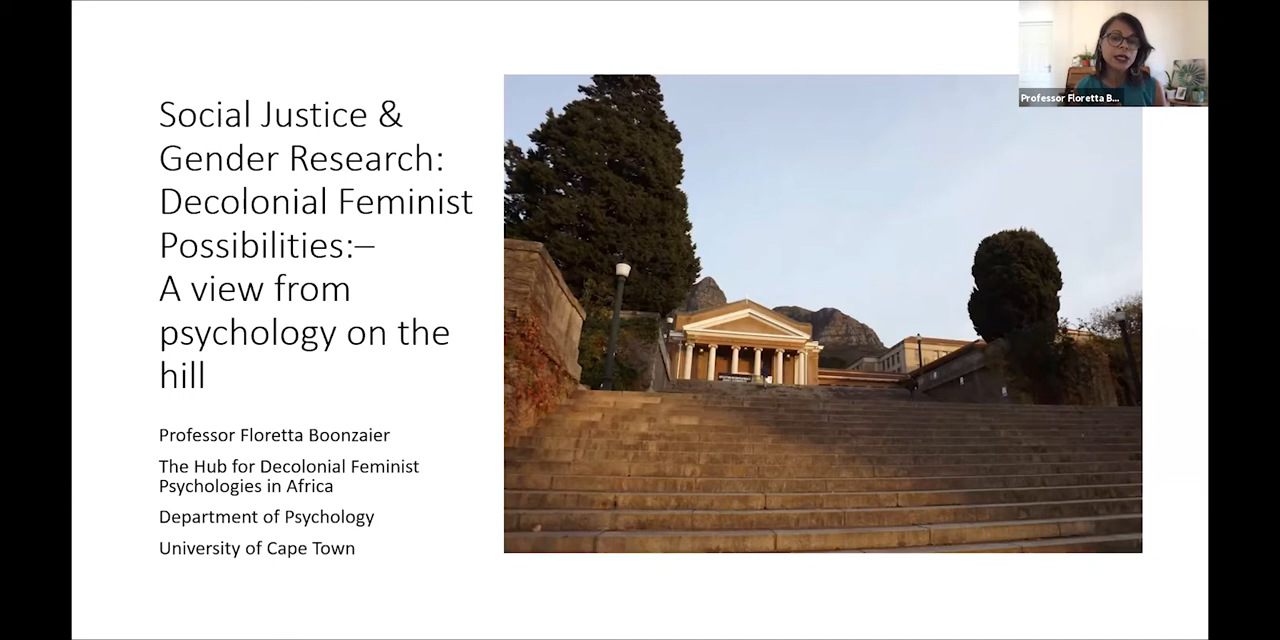 Social Justice &
Gender Research:
Decolonial Feminist
Possibilities:–
A view from
psychology on the
hill
Professor Floretta Boonzaier
The Hub for Decolonial Feminist
Psychologies in Africa
Department of Psychology
University of Cape Town
Professor Floretta B...